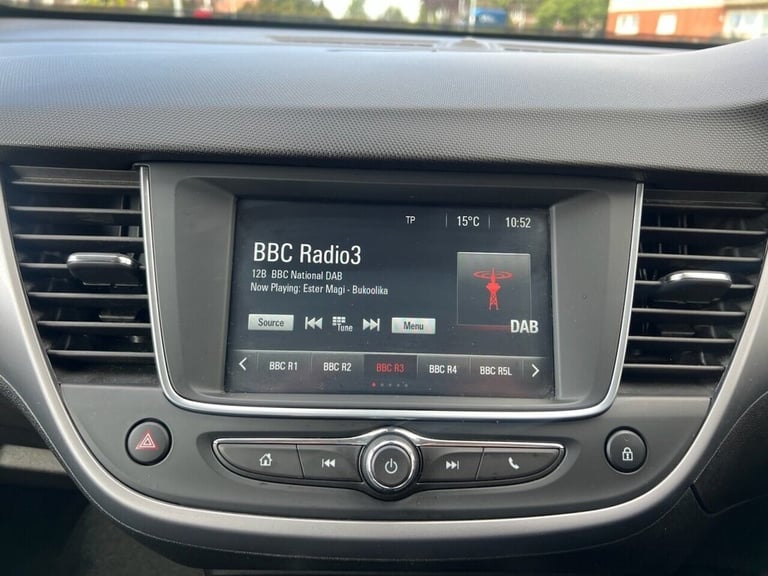 TP 15°C 10:52
BBC Radio3
12B BBC National DAB
Now Playing: Ester Magi - Bukoolika
Source Tune Menu
DAB
BBC R1 BBC R2 BBC R3 BBC R4 BBC R5L